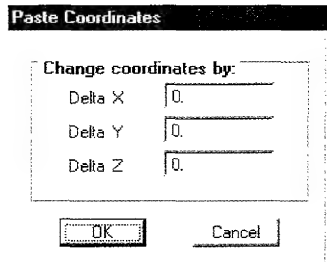 Paste Coordinates
Change coordinates by:
Delta X 0.
Delta Y 0.
Delta Z 0.
OK Cancel